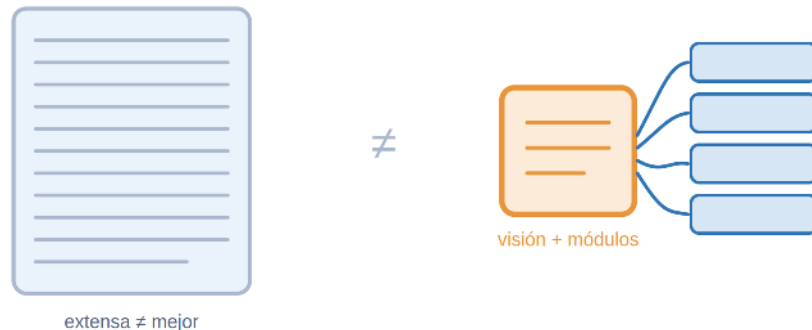 ≠
visión + módulos
extensa ≠ mejor